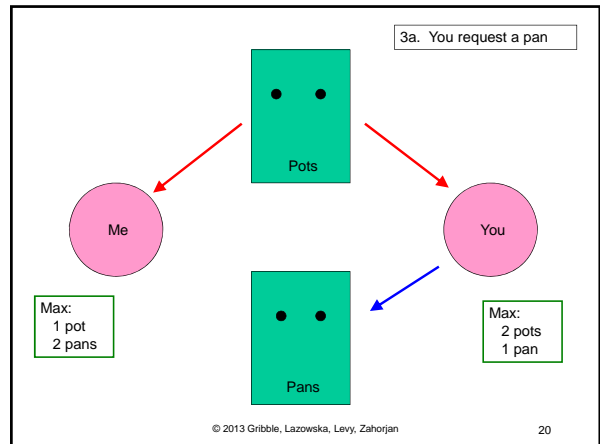 3a. You request a pan
Pots
Me
You
Max:
1 pot
2 pans
Max:
2 pots
1 pan
Pans
© 2013 Gribble, Lazowska, Levy, Zahorjan
20